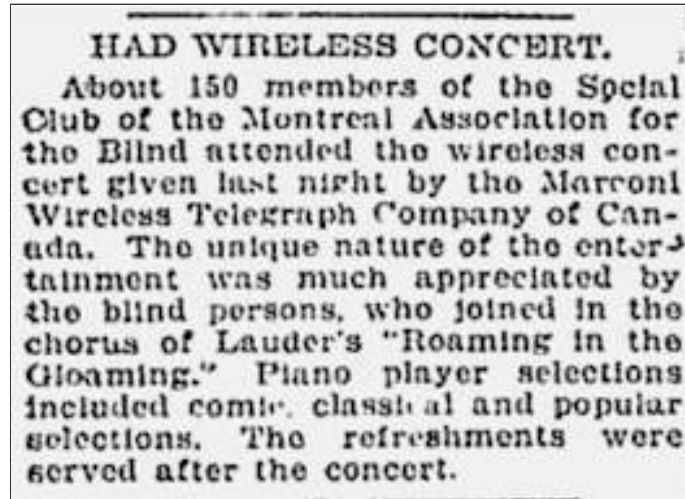 HAD WIRELESS CONCERT.
About 150 members of the Social
Club of the Montreal Association for
the Blind attended the wireless con-
cert given last night by the Marconi
Wireless Telegraph Company of Can-
ada. The unique nature of the enter-
tainment was much appreciated by
the blind persons, who joined in the
chorus of Lauder's "Roaming in the
Gloaming." Piano player selections
included comic, classical and popular
selections. The refreshments were
served after the concert.